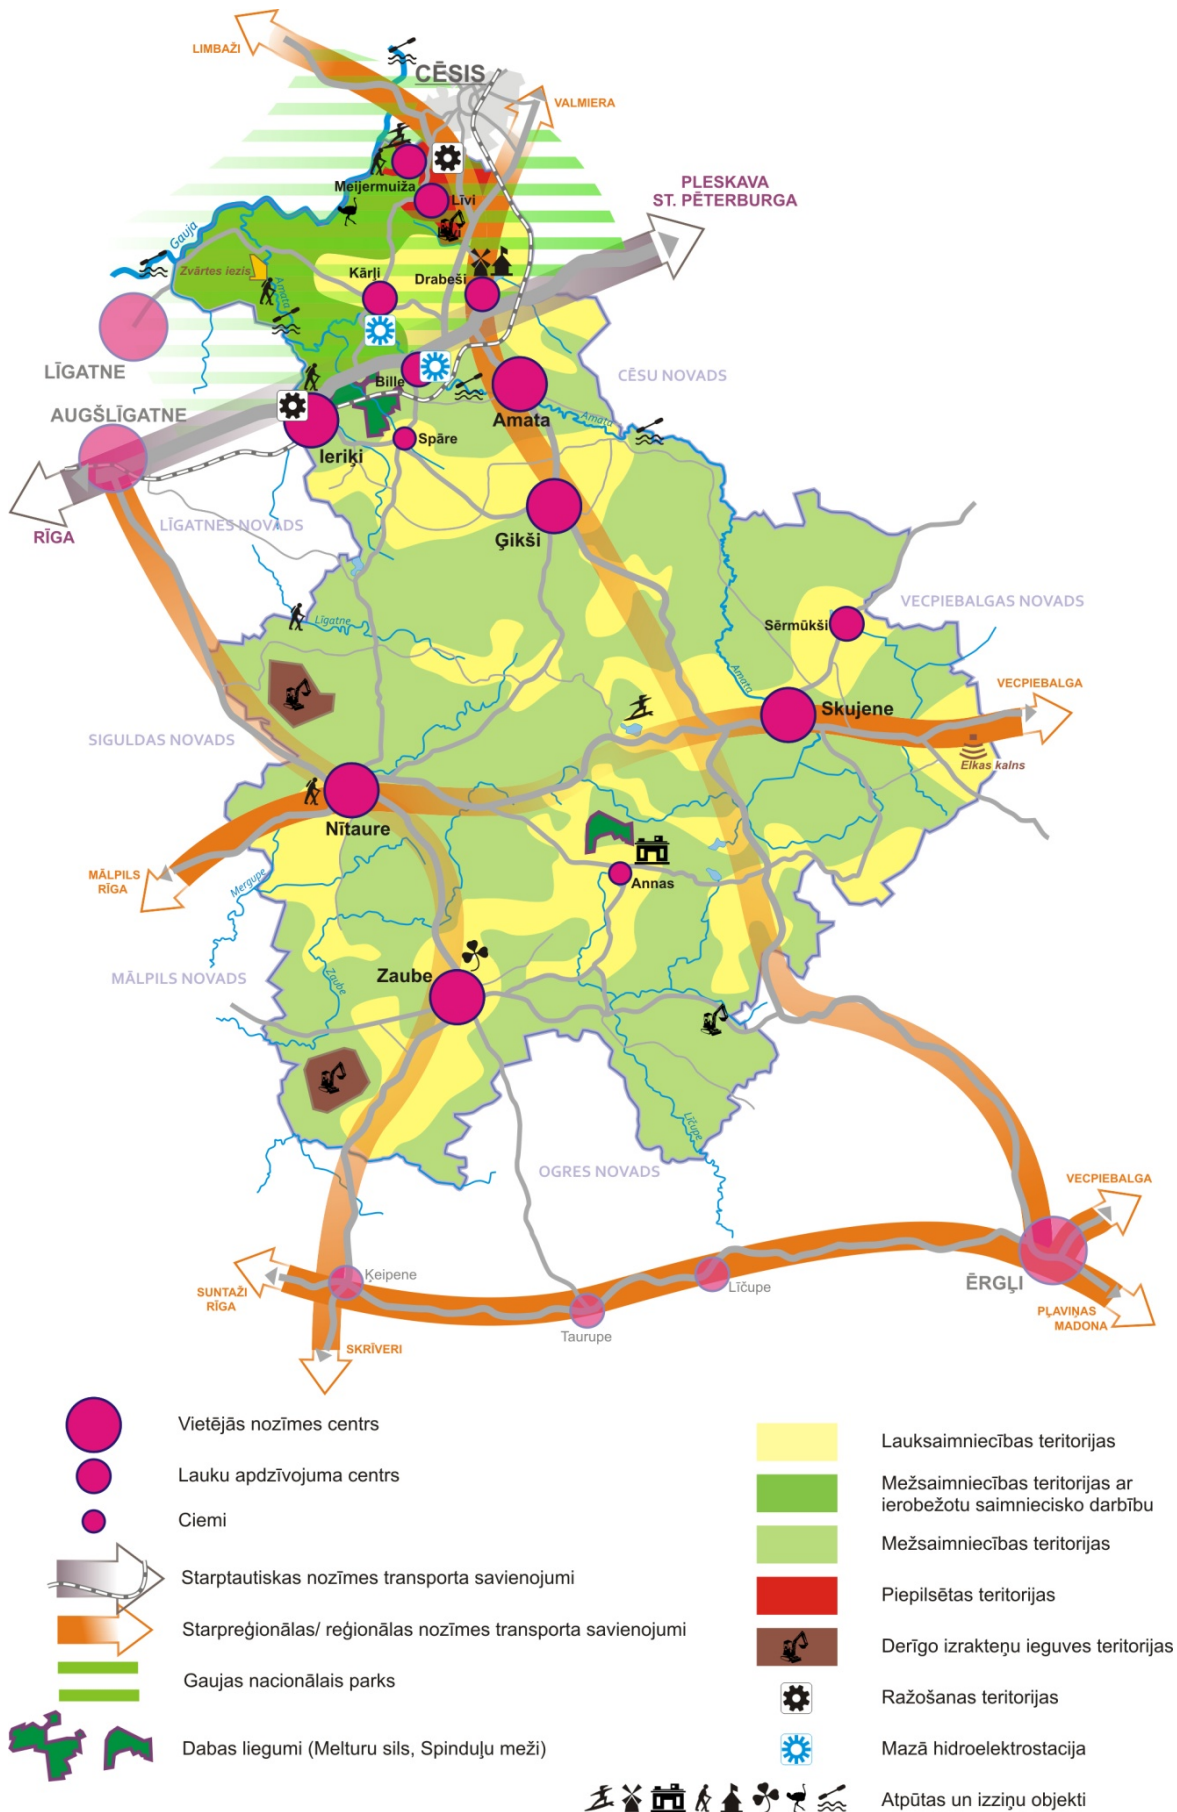 LIMBAŽI
CĒSIS
VALMIERA
PLESKAVA
ST. PĒTERBURGA
Meijermuiža
Līvi
Gauja
Zvārtes iezis
Amata
Kārļi
Drabeši
LĪGATNE
CĒSU NOVADS
Bille
AUGŠLĪGATNE
Amata
Amata
Spāre
Ieriķi
RĪGA
LĪGATNES NOVADS
Ģikši
VECPIEBALGAS NOVADS
Līgatne
Sērmūkši
Amata
VECPIEBALGA
Skujene
SIGULDAS NOVADS
Elkas kalns
Nītaure
MĀLPILS
RĪGA
Mergupe
Annas
MĀLPILS NOVADS
Zaube
Zaube
Līčupe
OGRES NOVADS
VECPIEBALGA
SUNTAŽI
RĪGA
Ķeipene
Līčupe
ĒRGĻI
Taurupe
PĻAVIŅAS
MADONA
SKRĪVERI
Vietējās nozīmes centrs
Lauku apdzīvojuma centrs
Ciemi
Starptautiskas nozīmes transporta savienojumi
Starpreģionālas/ reģionālas nozīmes transporta savienojumi
Gaujas nacionālais parks
Dabas liegumi (Melturu sils, Spinduļu meži)
Lauksaimniecības teritorijas
Mežsaimniecības teritorijas ar
ierobežotu saimniecisko darbību
Mežsaimniecības teritorijas
Piepilsētas teritorijas
Derīgo izrakteņu ieguves teritorijas
Ražošanas teritorijas
Mazā hidroelektrostacija
Atpūtas un izziņu objekti